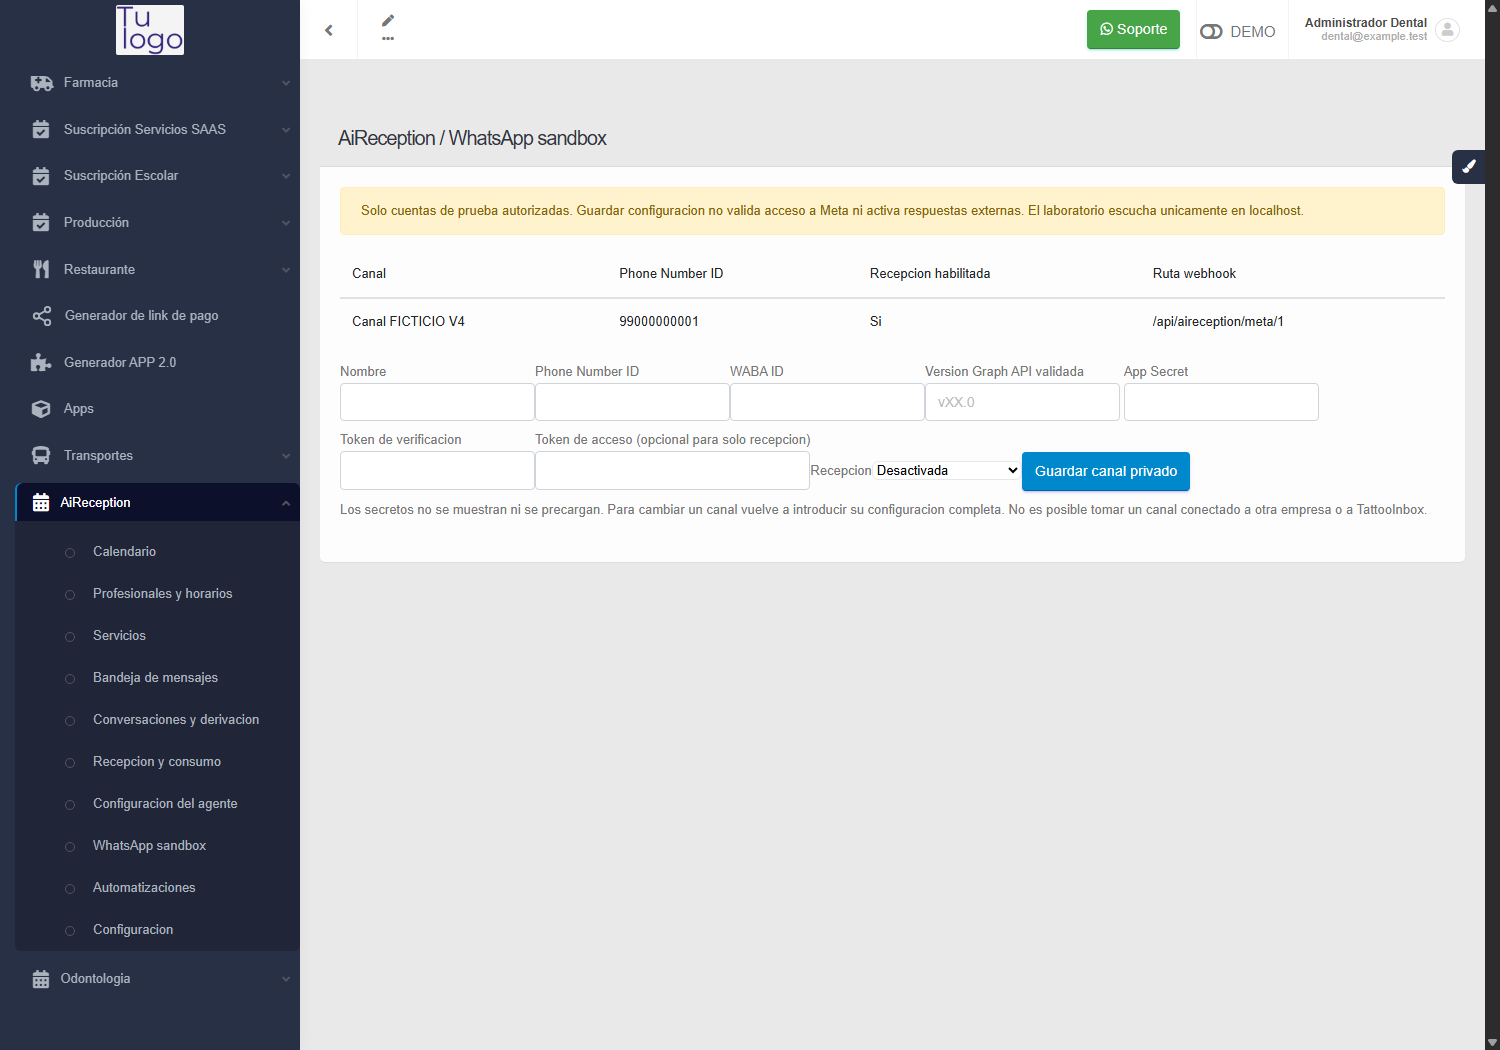 Tu
logo
Farmacia
Suscripción Servicios SAAS
Suscripción Escolar
Producción
Restaurante
Generador de link de pago
Generador APP 2.0
Apps
Transportes
AiReception
Calendario
Profesionales y horarios
Servicios
Bandeja de mensajes
Conversaciones y derivacion
Recepcion y consumo
Configuracion del agente
WhatsApp sandbox
Automatizaciones
Configuracion
Odontologia
Soporte
DEMO
Administrador Dental
dental@example.test
AiReception / WhatsApp sandbox
Solo cuentas de prueba autorizadas. Guardar configuracion no valida acceso a Meta ni activa respuestas externas. El laboratorio escucha unicamente en localhost.
Canal Phone Number ID Recepcion habilitada Ruta webhook
Canal FICTICIO V4 99000000001 Si /api/aireception/meta/1
Nombre Phone Number ID WABA ID Version Graph API validada App Secret
vXX.0
Token de verificacion Token de acceso (opcional para solo recepcion)
Recepcion Desactivada Guardar canal privado
Los secretos no se muestran ni se precargan. Para cambiar un canal vuelve a introducir su configuracion completa. No es posible tomar un canal conectado a otra empresa o a TattooInbox.